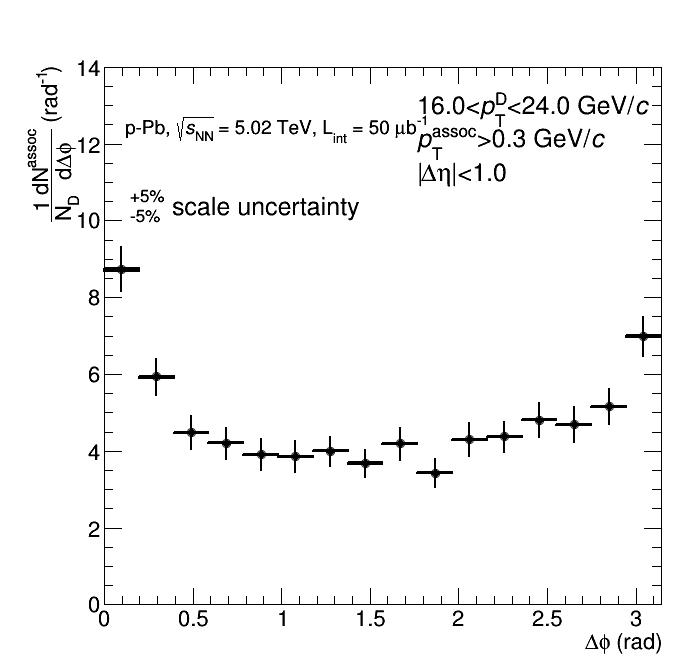 1 dN^assoc / N_D dΔϕ (rad⁻¹)
14
12
10
8
6
4
2
0
p-Pb, √s_NN = 5.02 TeV, L_int = 50 μb⁻¹
16.0<p_T^D<24.0 GeV/c
p_T^assoc>0.3 GeV/c
|Δη|<1.0
+5%
-5% scale uncertainty
0 0.5 1 1.5 2 2.5 3
Δϕ (rad)